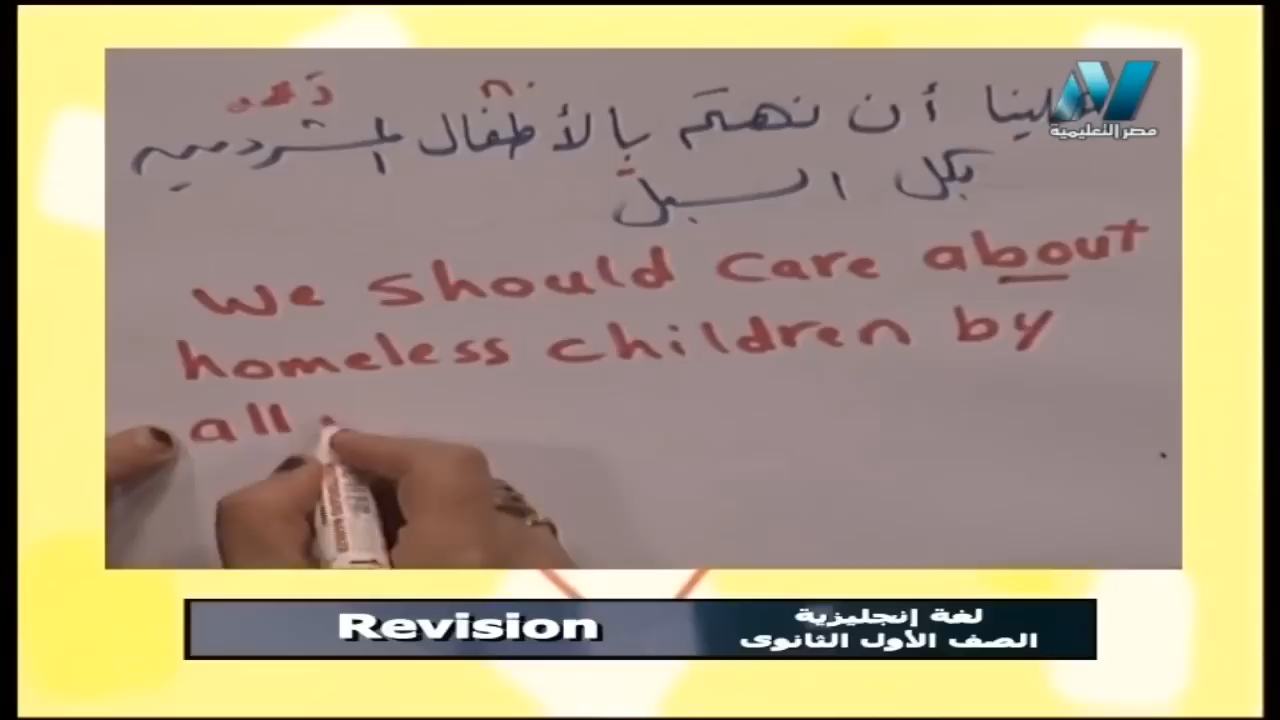 علينا أن نهتم بالأطفال المشردين
بكل السبل
We should care about
homeless children by
all
مصر التعليمية
Revision
لغة إنجليزية
الصف الأول الثانوى